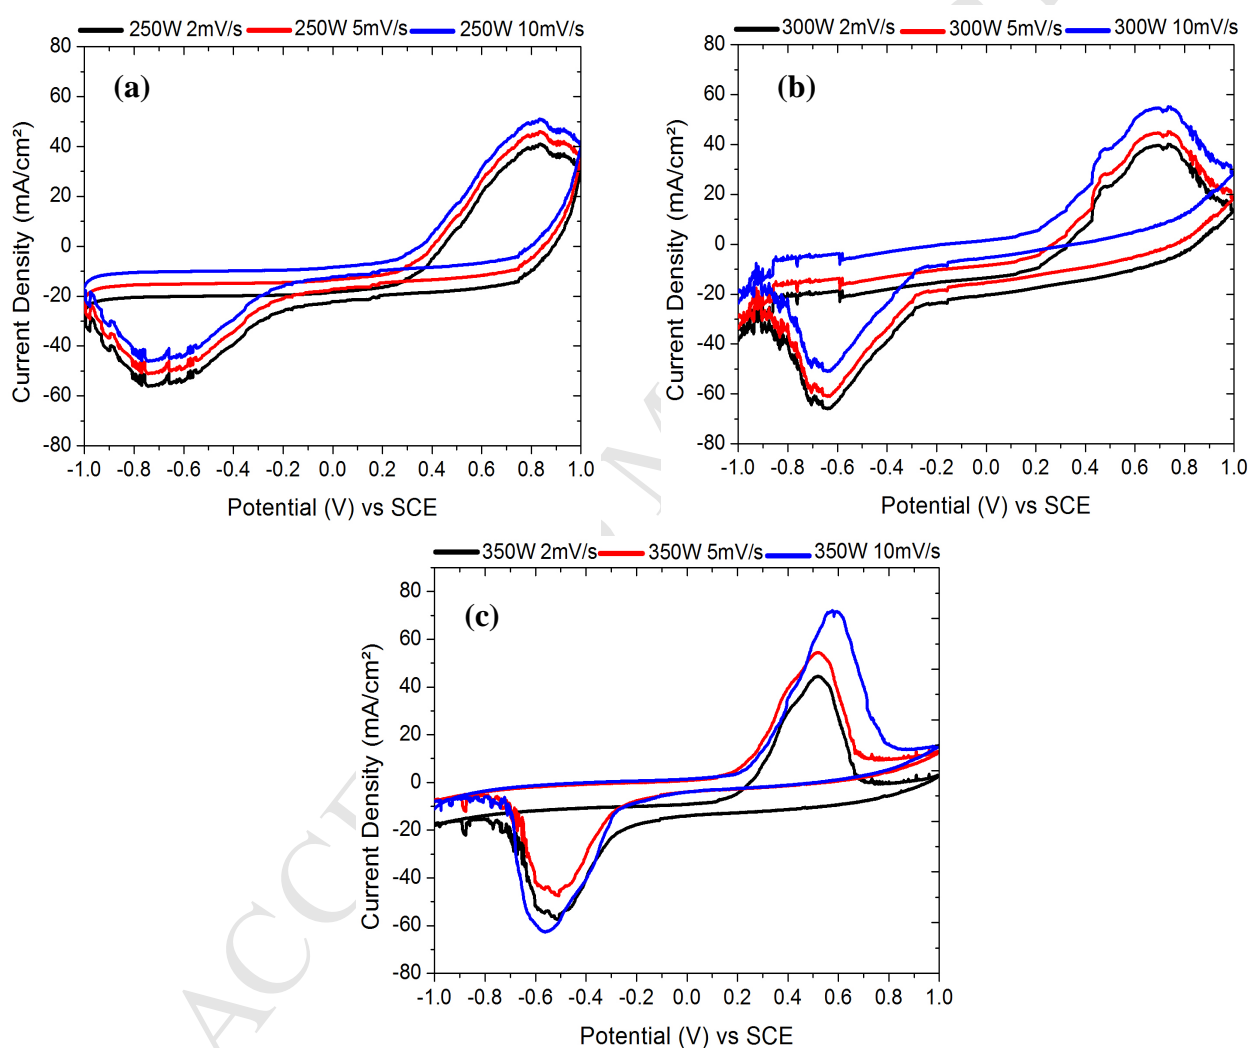 250W 2mV/s 250W 5mV/s 250W 10mV/s
(a)
80
60
40
20
0
-20
-40
-60
-80
-1.0 -0.8 -0.6 -0.4 -0.2 0.0 0.2 0.4 0.6 0.8 1.0
Current Density (mA/cm²)
Potential (V) vs SCE
300W 2mV/s 300W 5mV/s 300W 10mV/s
(b)
80
60
40
20
0
-20
-40
-60
-80
-1.0 -0.8 -0.6 -0.4 -0.2 0.0 0.2 0.4 0.6 0.8 1.0
Current Density (mA/cm²)
Potential (V) vs SCE
350W 2mV/s 350W 5mV/s 350W 10mV/s
(c)
80
60
40
20
0
-20
-40
-60
-80
-1.0 -0.8 -0.6 -0.4 -0.2 0.0 0.2 0.4 0.6 0.8 1.0
Current Density (mA/cm²)
Potential (V) vs SCE